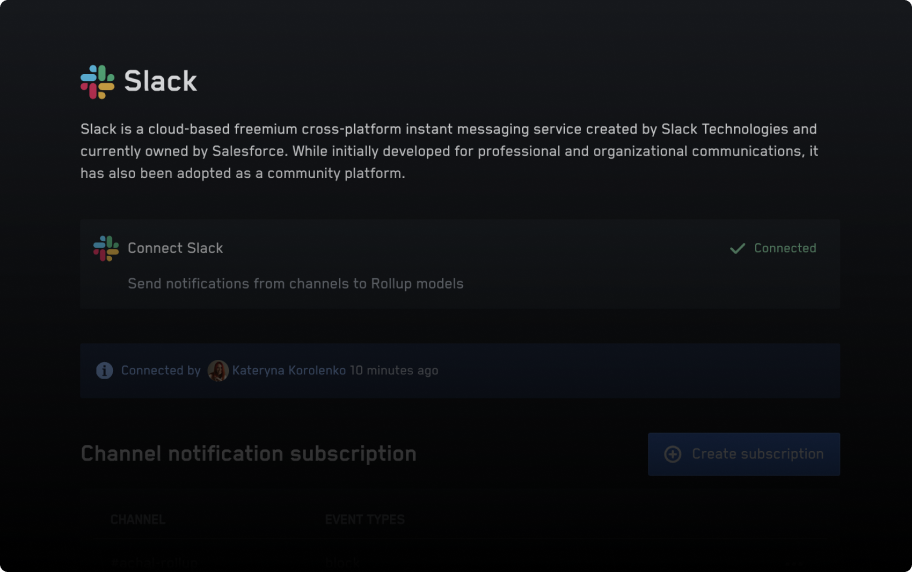 Slack
Slack is a cloud-based freemium cross-platform instant messaging service created by Slack Technologies and
currently owned by Salesforce. While initially developed for professional and organizational communications, it
has also been adopted as a community platform.
Connect Slack
Connected
Send notifications from channels to Rollup models
Connected by Kateryna Korolenko 10 minutes ago
Channel notification subscription
Create subscription
CHANNEL
EVENT TYPES